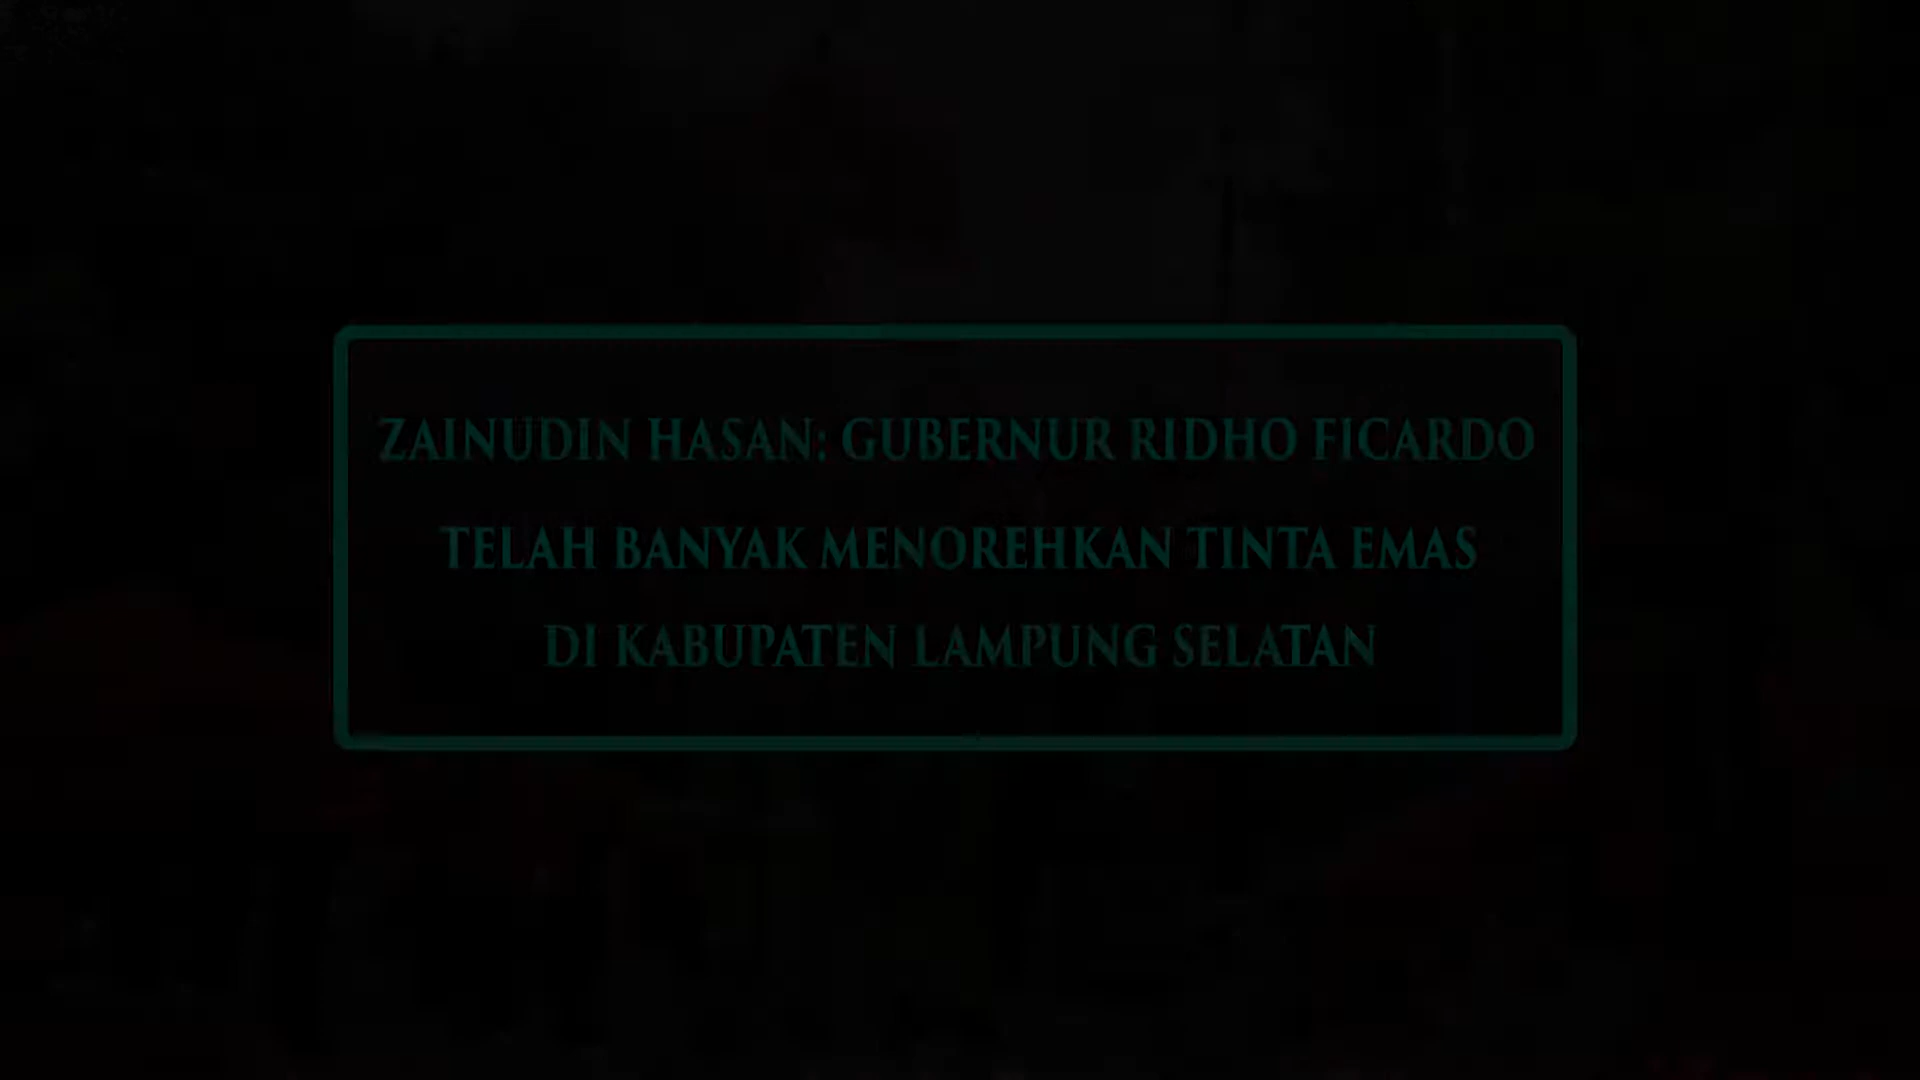 ZAINUDIN HASAN: GUBERNUR RIDHO FICARDO
TELAH BANYAK MENOREHKAN TINTA EMAS
DI KABUPATEN LAMPUNG SELATAN